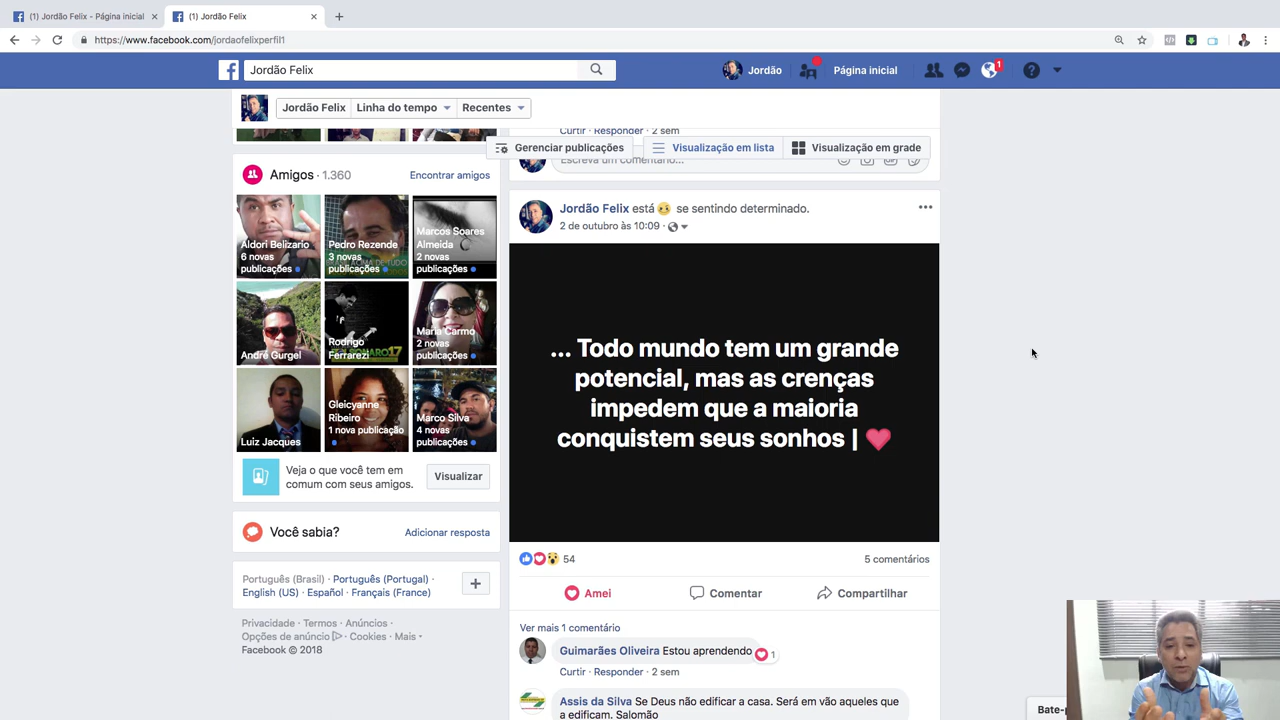 (1) Jordão Felix - Página inicial
(1) Jordão Felix
https://www.facebook.com/jordaofelixperfil1
Jordão Felix
Jordão
Página inicial
1
Jordão Felix
Linha do tempo
Recentes
Curtir · Responder · 2 sem
Gerenciar publicações
Visualização em lista
Visualização em grade
Escreva um comentário...
Amigos · 1.360
Encontrar amigos
Aldori Belizario
6 novas
publicações
Pedro Rezende
3 novas
publicações
Marcos Soares
Almeida
2 novas
publicações
André Gurgel
Rodrigo
Ferrarezi
Maria Carmo
2 novas
publicações
Luiz Jacques
Gleicyanne
Ribeiro
1 nova publicação
Marco Silva
4 novas
publicações
Veja o que você tem em
comum com seus amigos.
Visualizar
Você sabia?
Adicionar resposta
Português (Brasil) · Português (Portugal) ·
English (US) · Español · Français (France)
Privacidade · Termos · Anúncios ·
Opções de anúncio · Cookies · Mais
Facebook © 2018
Jordão Felix está 😢 se sentindo determinado.
2 de outubro às 10:09 ·
... Todo mundo tem um grande
potencial, mas as crenças
impedem que a maioria
conquistem seus sonhos | ❤
54
5 comentários
Amei
Comentar
Compartilhar
Ver mais 1 comentário
Guimarães Oliveira Estou aprendendo
1
Curtir · Responder · 2 sem
Assis da Silva Se Deus não edificar a casa. Será em vão aqueles que
a edificam. Salomão